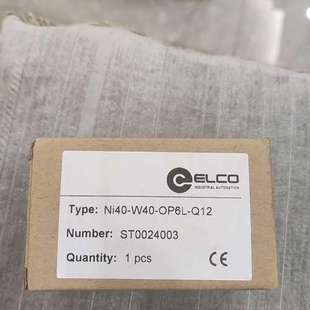 ELCO
INDUSTRIAL AUTOMATION
Type: Ni40-W40-OP6L-Q12
Number: ST0024003
Quantity: 1 pcs
CE